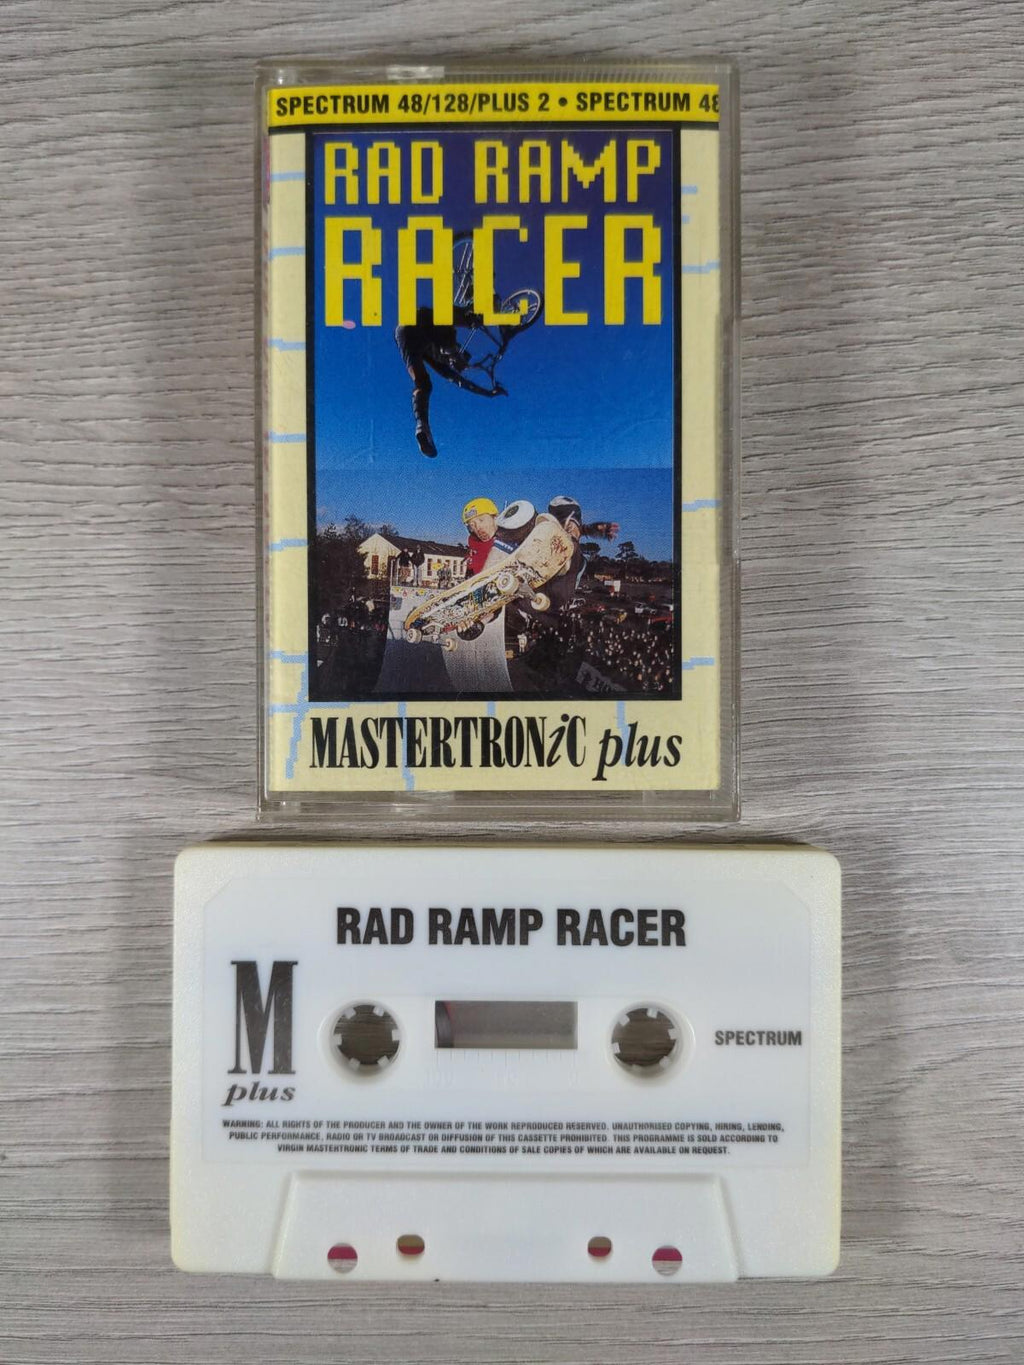 SPECTRUM 48/128/PLUS 2 • SPECTRUM 48
RAD RAMP
RACER
MASTERTRONiC plus
RAD RAMP RACER
M
plus
SPECTRUM
WARNING: ALL RIGHTS OF THE PRODUCER AND THE OWNER OF THE WORK REPRODUCED RESERVED. UNAUTHORISED COPYING, HIRING, LENDING,
PUBLIC PERFORMANCE, RADIO OR TV BROADCAST OR DIFFUSION OF THIS CASSETTE PROHIBITED. THIS PROGRAMME IS SOLD ACCORDING TO
VIRGIN MASTERTRONIC TERMS OF TRADE AND CONDITIONS OF SALE COPIES OF WHICH ARE AVAILABLE ON REQUEST.